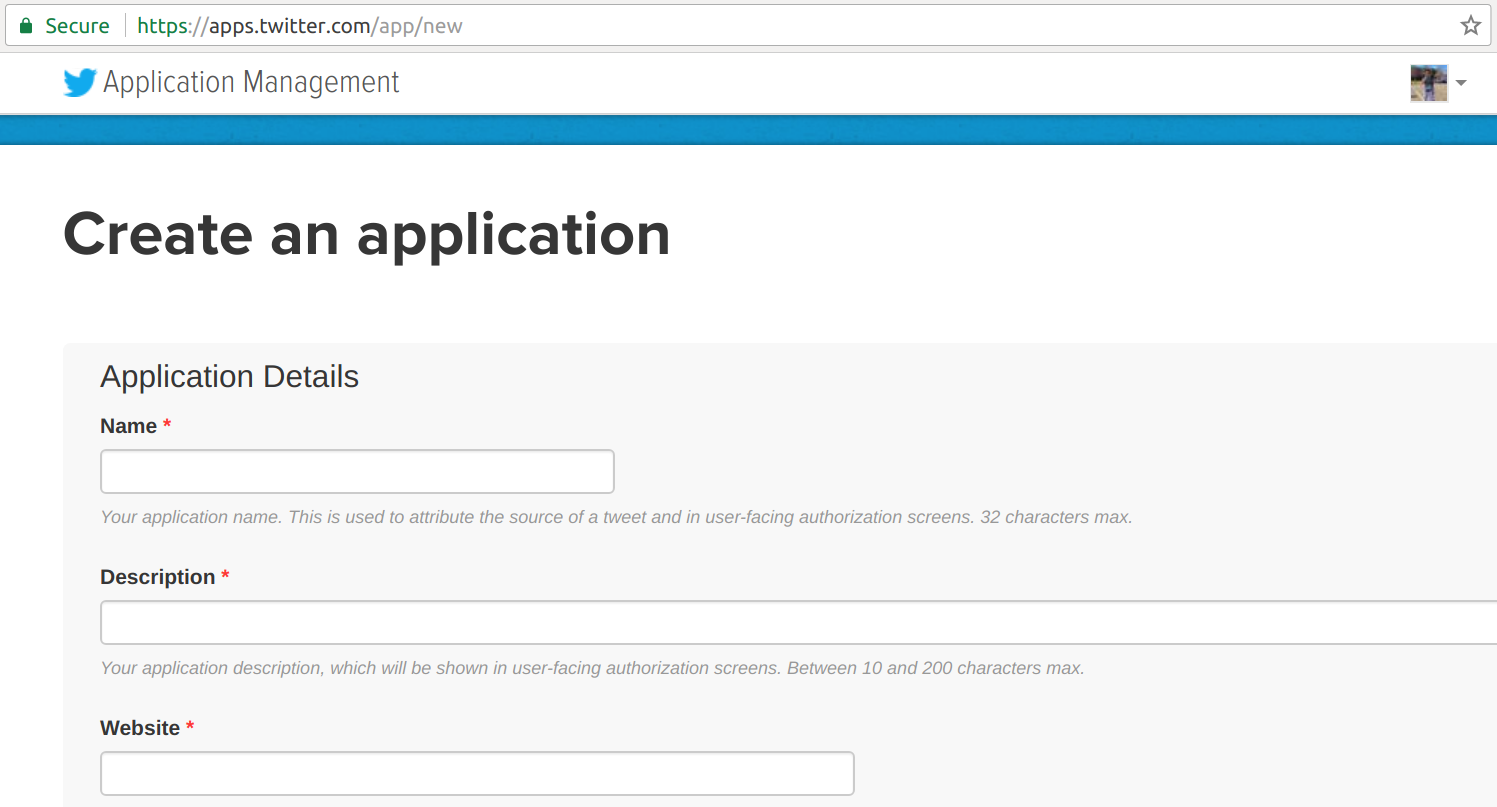 Secure https://apps.twitter.com/app/new
Application Management
Create an application
Application Details
Name *
Your application name. This is used to attribute the source of a tweet and in user-facing authorization screens. 32 characters max.
Description *
Your application description, which will be shown in user-facing authorization screens. Between 10 and 200 characters max.
Website *